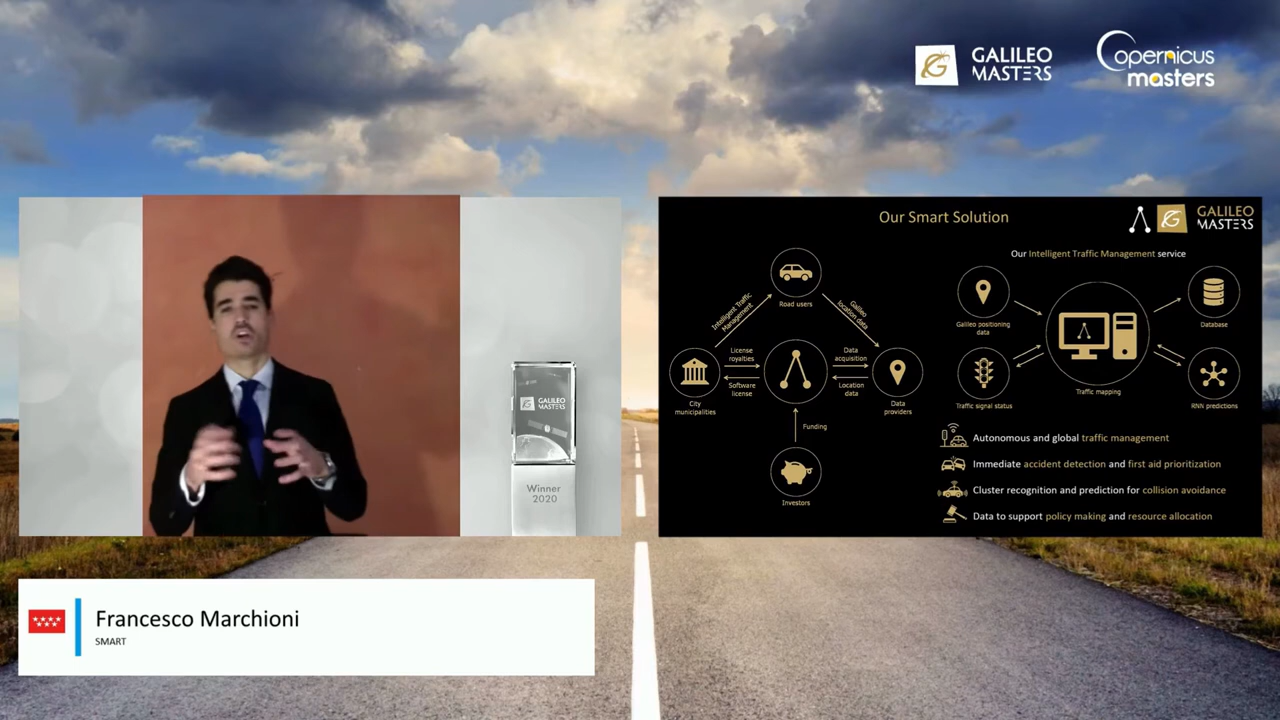 GALILEO
MASTERS
Copernicus
masters
GALILEO
MASTERS
Winner
2020
Our Smart Solution
GALILEO
MASTERS
Road users
Intelligent Traffic
Management
Galileo
location data
License
royalties
Software
license
Data
acquisition
Location
data
City
municipalities
Data
providers
Funding
Investors
Our Intelligent Traffic Management service
Galileo positioning
data
Database
Traffic signal status
Traffic mapping
RNN predictions
Autonomous and global traffic management
Immediate accident detection and first aid prioritization
Cluster recognition and prediction for collision avoidance
Data to support policy making and resource allocation
Francesco Marchioni
SMART